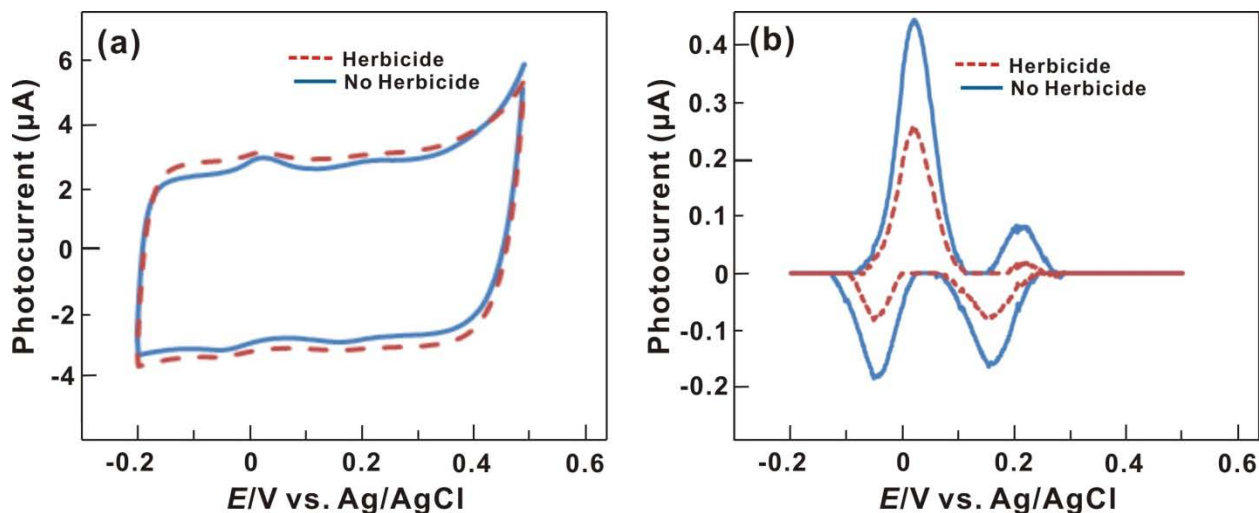 (a)
Herbicide
No Herbicide
Photocurrent (μA)
6
4
2
0
-2
-4
-0.2 0 0.2 0.4 0.6
E/V vs. Ag/AgCl
(b)
Herbicide
No Herbicide
Photocurrent (μA)
0.4
0.3
0.2
0.1
0
-0.1
-0.2
-0.2 0 0.2 0.4 0.6
E/V vs. Ag/AgCl